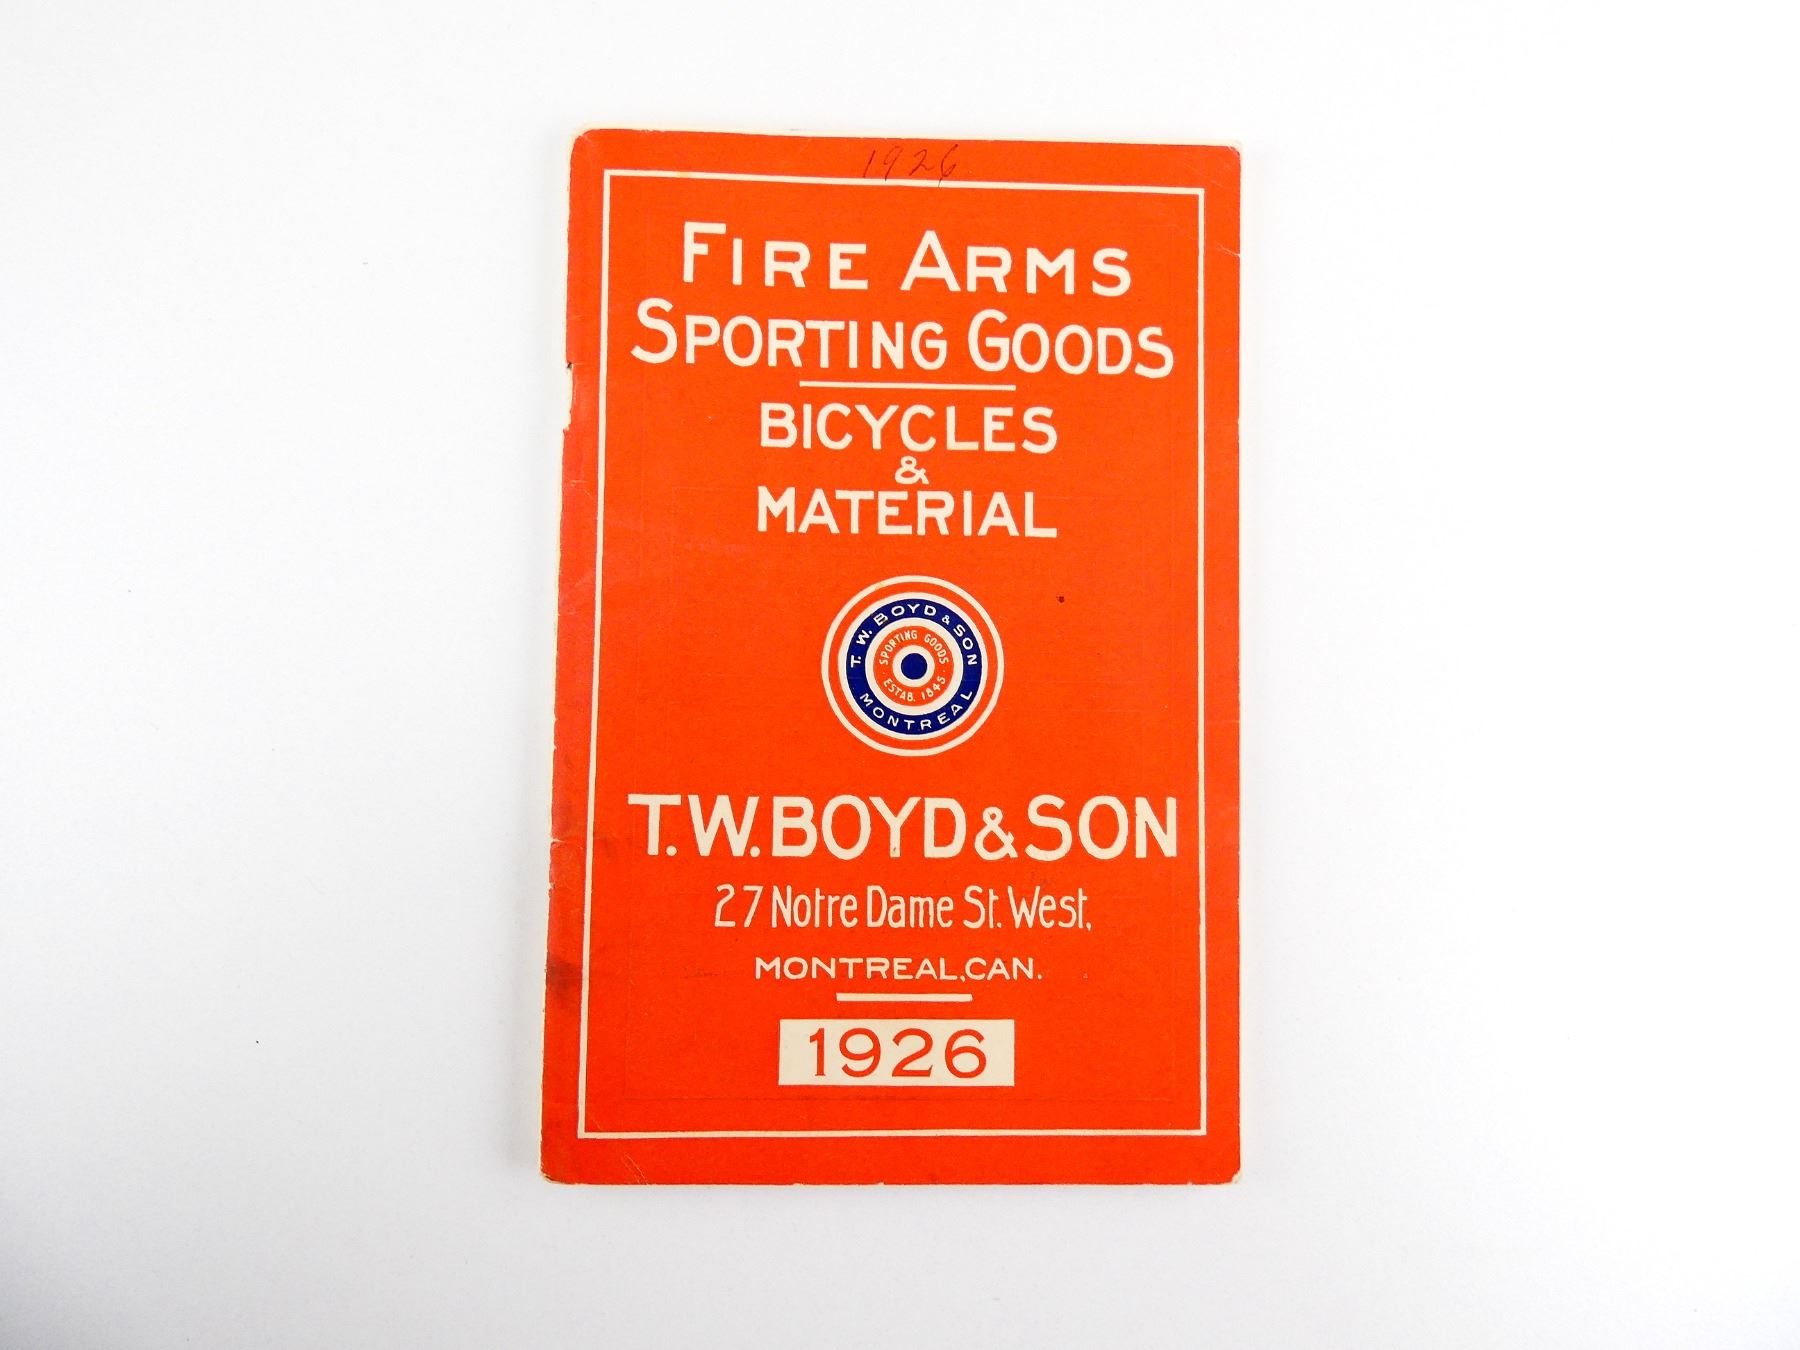 1926
FIRE ARMS
SPORTING GOODS
BICYCLES
&
MATERIAL
T. W. BOYD & SON
SPORTING GOODS
ESTAB. 1845
MONTREAL
T.W. BOYD & SON
27 Notre Dame St. West,
MONTREAL, CAN.
1926